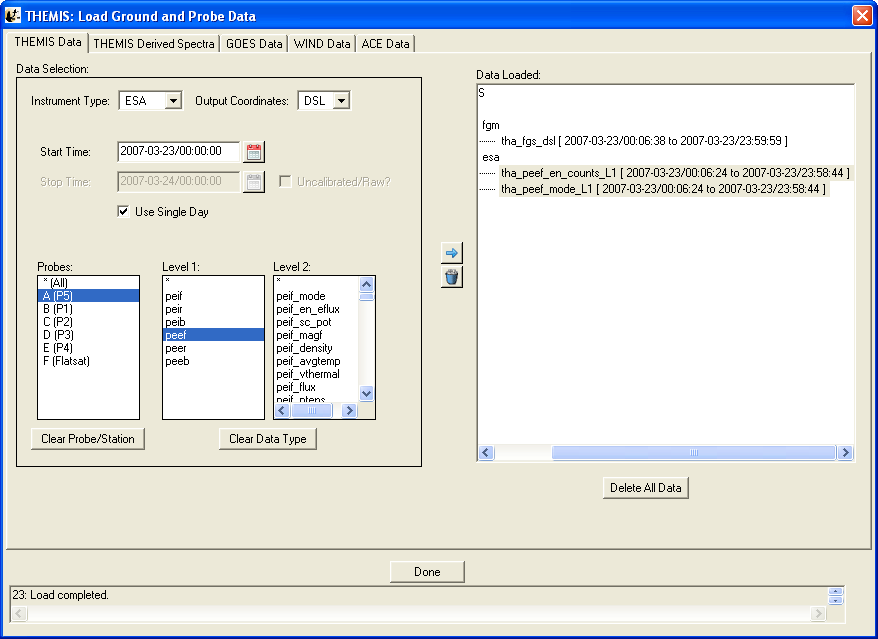 THEMIS: Load Ground and Probe Data
THEMIS Data THEMIS Derived Spectra GOES Data WIND Data ACE Data
Data Selection:
Instrument Type: ESA Output Coordinates: DSL
Start Time: 2007-03-23/00:00:00
Stop Time: 2007-03-24/00:00:00 Uncalibrated/Raw?
Use Single Day
Probes:
* (All)
A (P5)
B (P1)
C (P2)
D (P3)
E (P4)
F (Flatsat)
Level 1:
*
peif
peir
peib
peef
peer
peeb
Level 2:
*
peif_mode
peif_en_eflux
peif_sc_pot
peif_magf
peif_density
peif_avgtemp
peif_vthermal
peif_flux
peif_ptens
Clear Probe/Station
Clear Data Type
Data Loaded:
S
fgm
tha_fgs_dsl [ 2007-03-23/00:06:38 to 2007-03-23/23:59:59 ]
esa
tha_peef_en_counts_L1 [ 2007-03-23/00:06:24 to 2007-03-23/23:58:44 ]
tha_peef_mode_L1 [ 2007-03-23/00:06:24 to 2007-03-23/23:58:44 ]
Delete All Data
Done
23: Load completed.